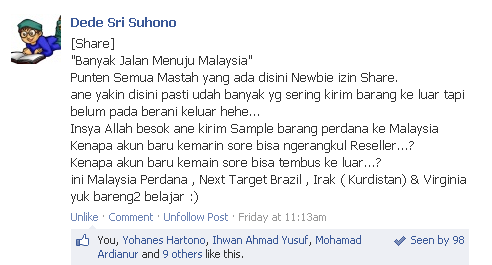 Dede Sri Suhono
[Share]
"Banyak Jalan Menuju Malaysia"
Punten Semua Mastah yang ada disini Newbie izin Share.
ane yakin disini pasti udah banyak yg sering kirim barang ke luar tapi
belum pada berani keluar hehe...
Insya Allah besok ane kirim Sample barang perdana ke Malaysia
Kenapa akun baru kemarin sore bisa ngerangkul Reseller...?
Kenapa akun baru kemain sore bisa tembus ke luar...?
ini Malaysia Perdana , Next Target Brazil , Irak ( Kurdistan) & Virginia
yuk bareng2 belajar :)
Unlike · Comment · Unfollow Post · Friday at 11:13am
You, Yohanes Hartono, Ihwan Ahmad Yusuf, Mohamad Seen by 98
Ardianur and 9 others like this.